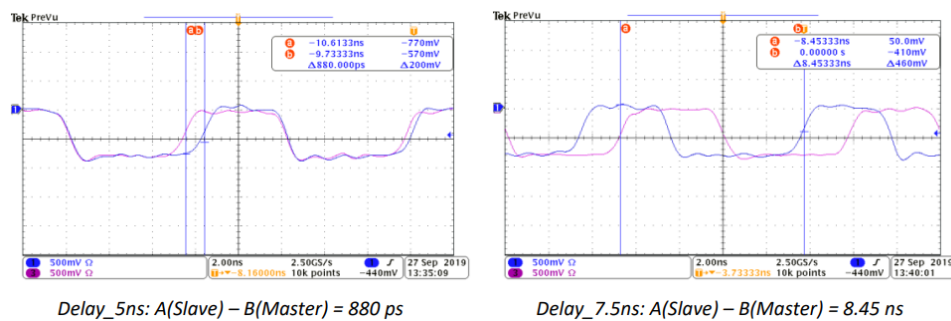 Tek PreVu
a b
a −10.6133ns −770mV
b −9.73333ns −570mV
Δ880.000ps Δ200mV
1
1 500mV Ω
3 500mV Ω
2.00ns 2.50GS/s
T→▼−8.16000ns 10k points
1 −440mV
27 Sep 2019
13:35:09
Delay_5ns: A(Slave) – B(Master) = 880 ps
Tek PreVu
a b T
a −8.45333ns 50.0mV
b 0.00000 s −410mV
Δ8.45333ns Δ460mV
1
1 500mV Ω
3 500mV Ω
2.00ns 2.50GS/s
T→▼−3.73333ns 10k points
1 −440mV
27 Sep 2019
13:40:01
Delay_7.5ns: A(Slave) – B(Master) = 8.45 ns